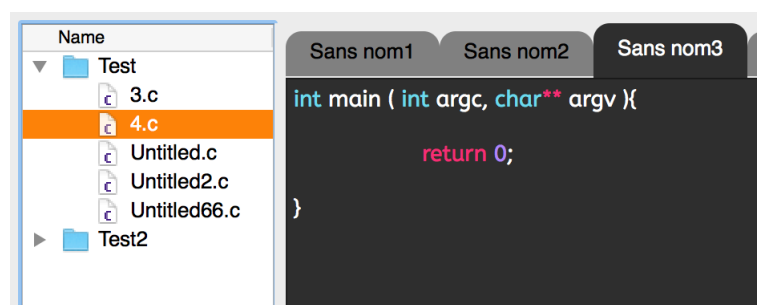 Name
Test
3.c
4.c
Untitled.c
Untitled2.c
Untitled66.c
Test2
Sans nom1 Sans nom2 Sans nom3
int main ( int argc, char** argv ){
return 0;
}